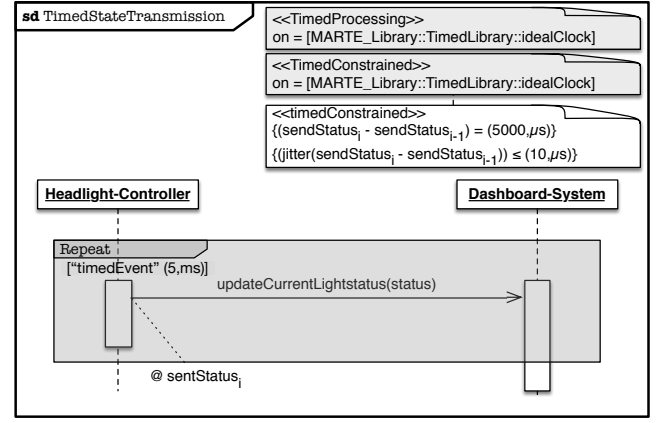 sd TimedStateTransmission
<<TimedProcessing>>
on = [MARTE_Library::TimedLibrary::idealClock]
<<TimedConstrained>>
on = [MARTE_Library::TimedLibrary::idealClock]
<<timedConstrained>>
{(sendStatusi - sendStatusi-1) = (5000,µs)}
{(jitter(sendStatusi - sendStatusi-1)) ≤ (10,µs)}
Headlight-Controller
Dashboard-System
Repeat
[“timedEvent” (5,ms)]
updateCurrentLightstatus(status)
@ sentStatusi